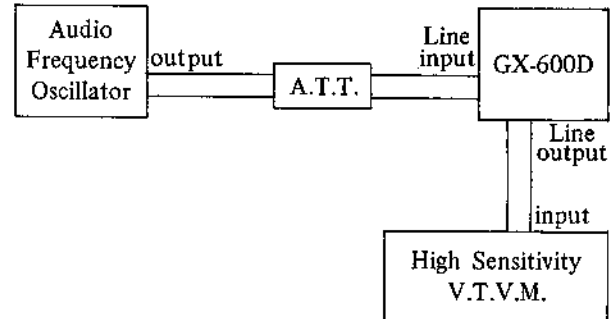 Audio
Frequency
Oscillator
output
A.T.T.
Line
input
GX-600D
Line
output
input
High Sensitivity
V.T.V.M.